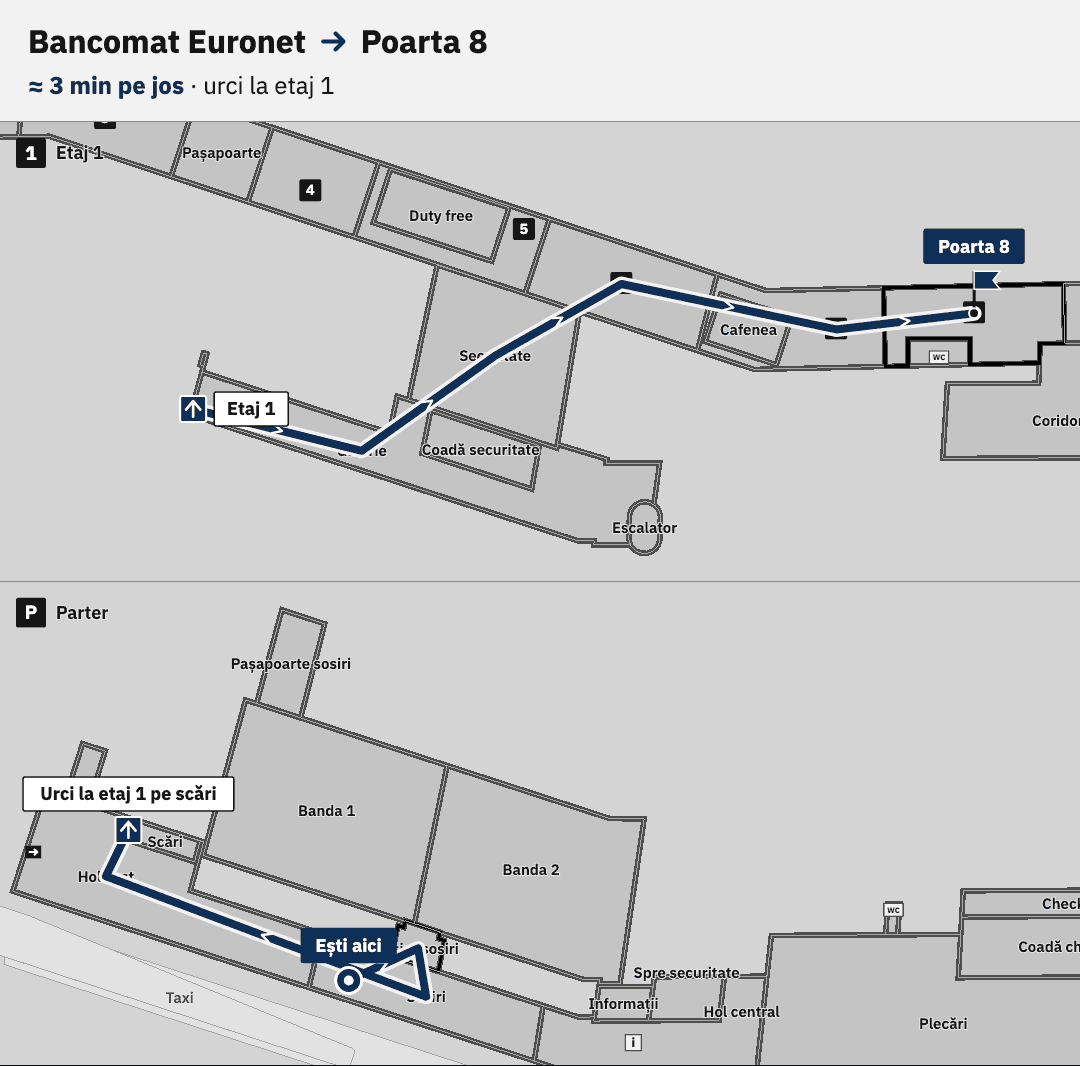 Bancomat Euronet → Poarta 8
≈ 3 min pe jos · urci la etaj 1
1 Etaj 1
Pașapoarte
4
Duty free
5
Poarta 8
Cafenea
wc
Coridor
Etaj 1
Coadă securitate
Escalator
P Parter
Pașapoarte sosiri
Urci la etaj 1 pe scări
Banda 1
Scări
Banda 2
wc
Ești aici
sosiri
Spre securitate
Informații
Hol central
Taxi
Plecări
i